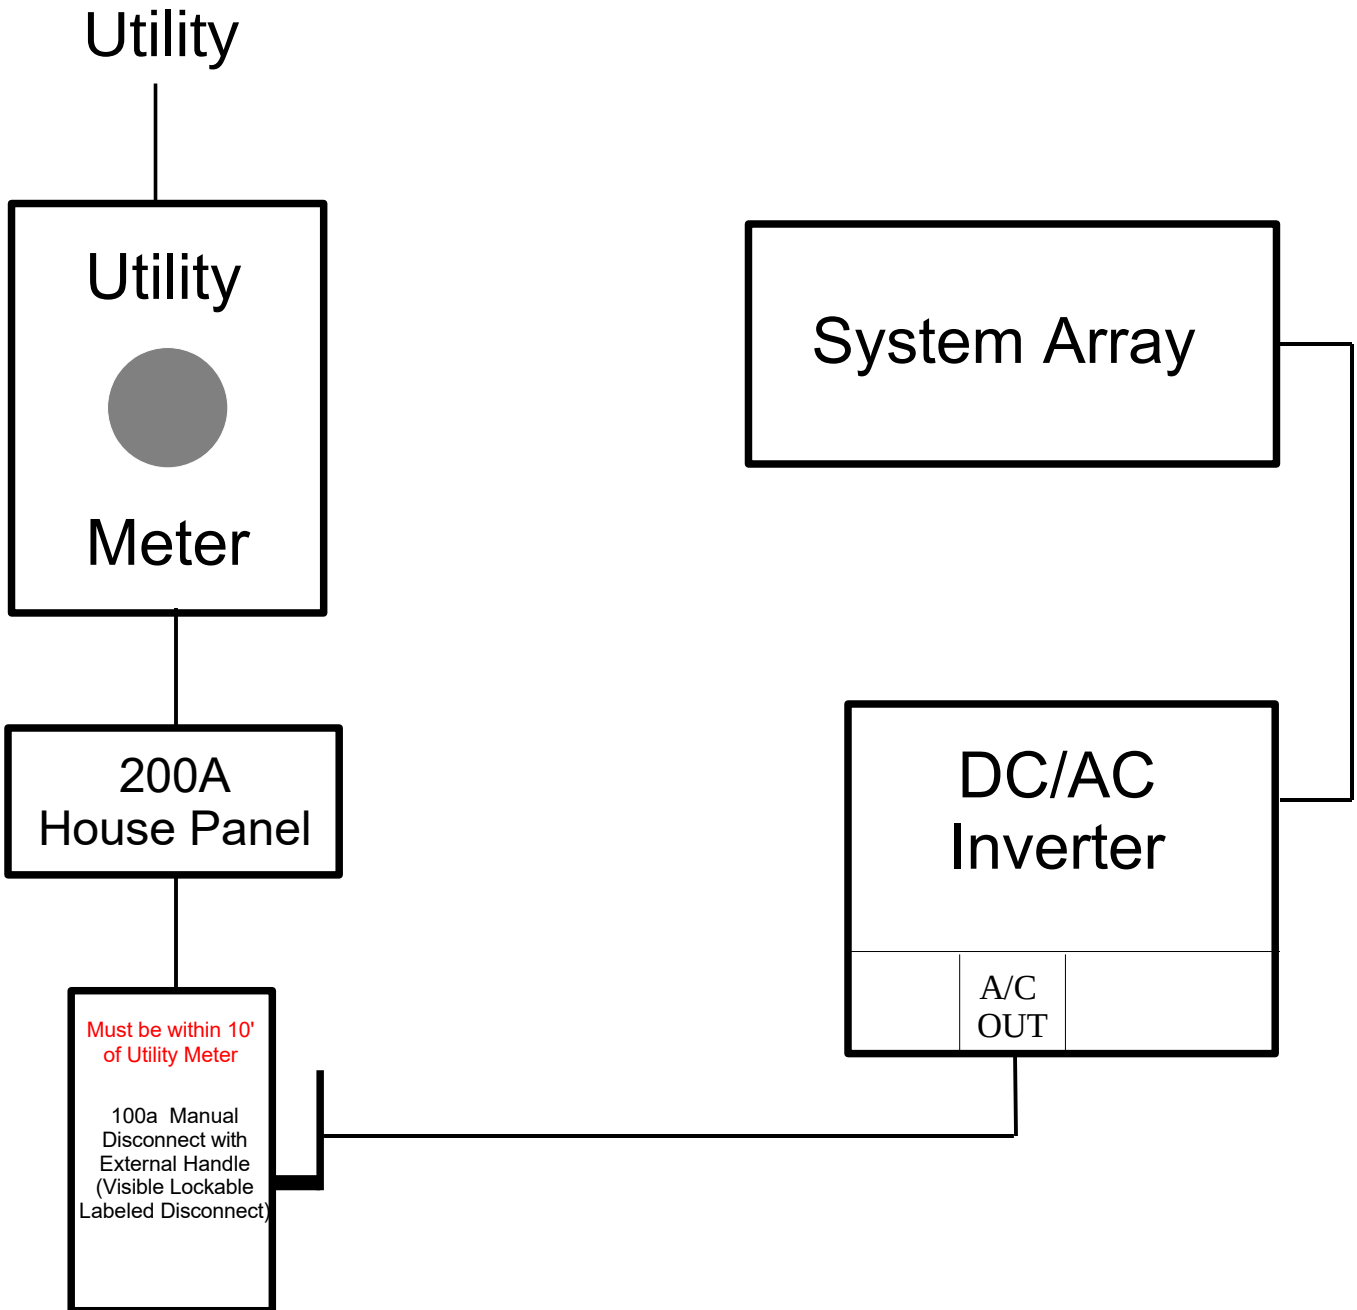 Utility
Utility
Meter
System Array
200A
House Panel
DC/AC
Inverter
A/C
OUT
Must be within 10'
of Utility Meter
100a  Manual
Disconnect with
External Handle
(Visible Lockable
Labeled Disconnect)